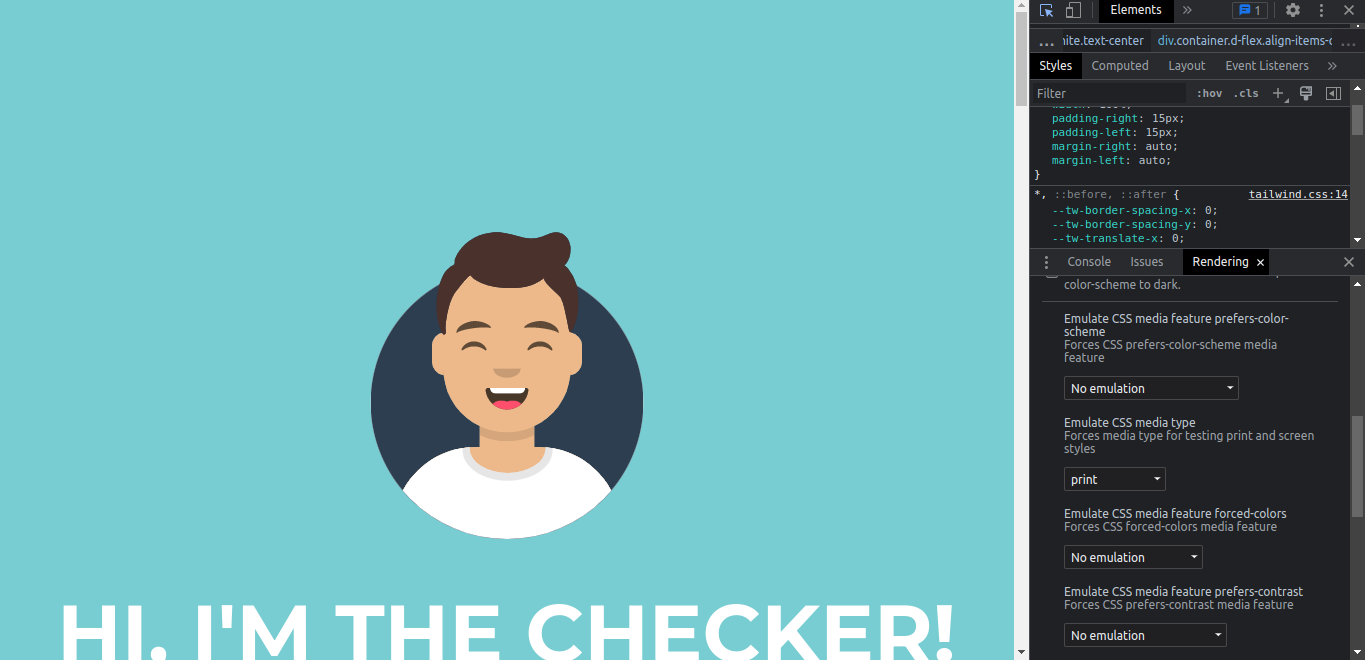 HI, I'M THE CHECKER!
Elements
1
... nite.text-center div.container.d-flex.align-items-c ...
Styles Computed Layout Event Listeners
Filter :hov .cls
padding-right: 15px;
padding-left: 15px;
margin-right: auto;
margin-left: auto;
}
*, ::before, ::after { tailwind.css:14
--tw-border-spacing-x: 0;
--tw-border-spacing-y: 0;
--tw-translate-x: 0;
Console Issues Rendering
color-scheme to dark.
Emulate CSS media feature prefers-color-
scheme
Forces CSS prefers-color-scheme media
feature
No emulation
Emulate CSS media type
Forces media type for testing print and screen
styles
print
Emulate CSS media feature forced-colors
Forces CSS forced-colors media feature
No emulation
Emulate CSS media feature prefers-contrast
Forces CSS prefers-contrast media feature
No emulation